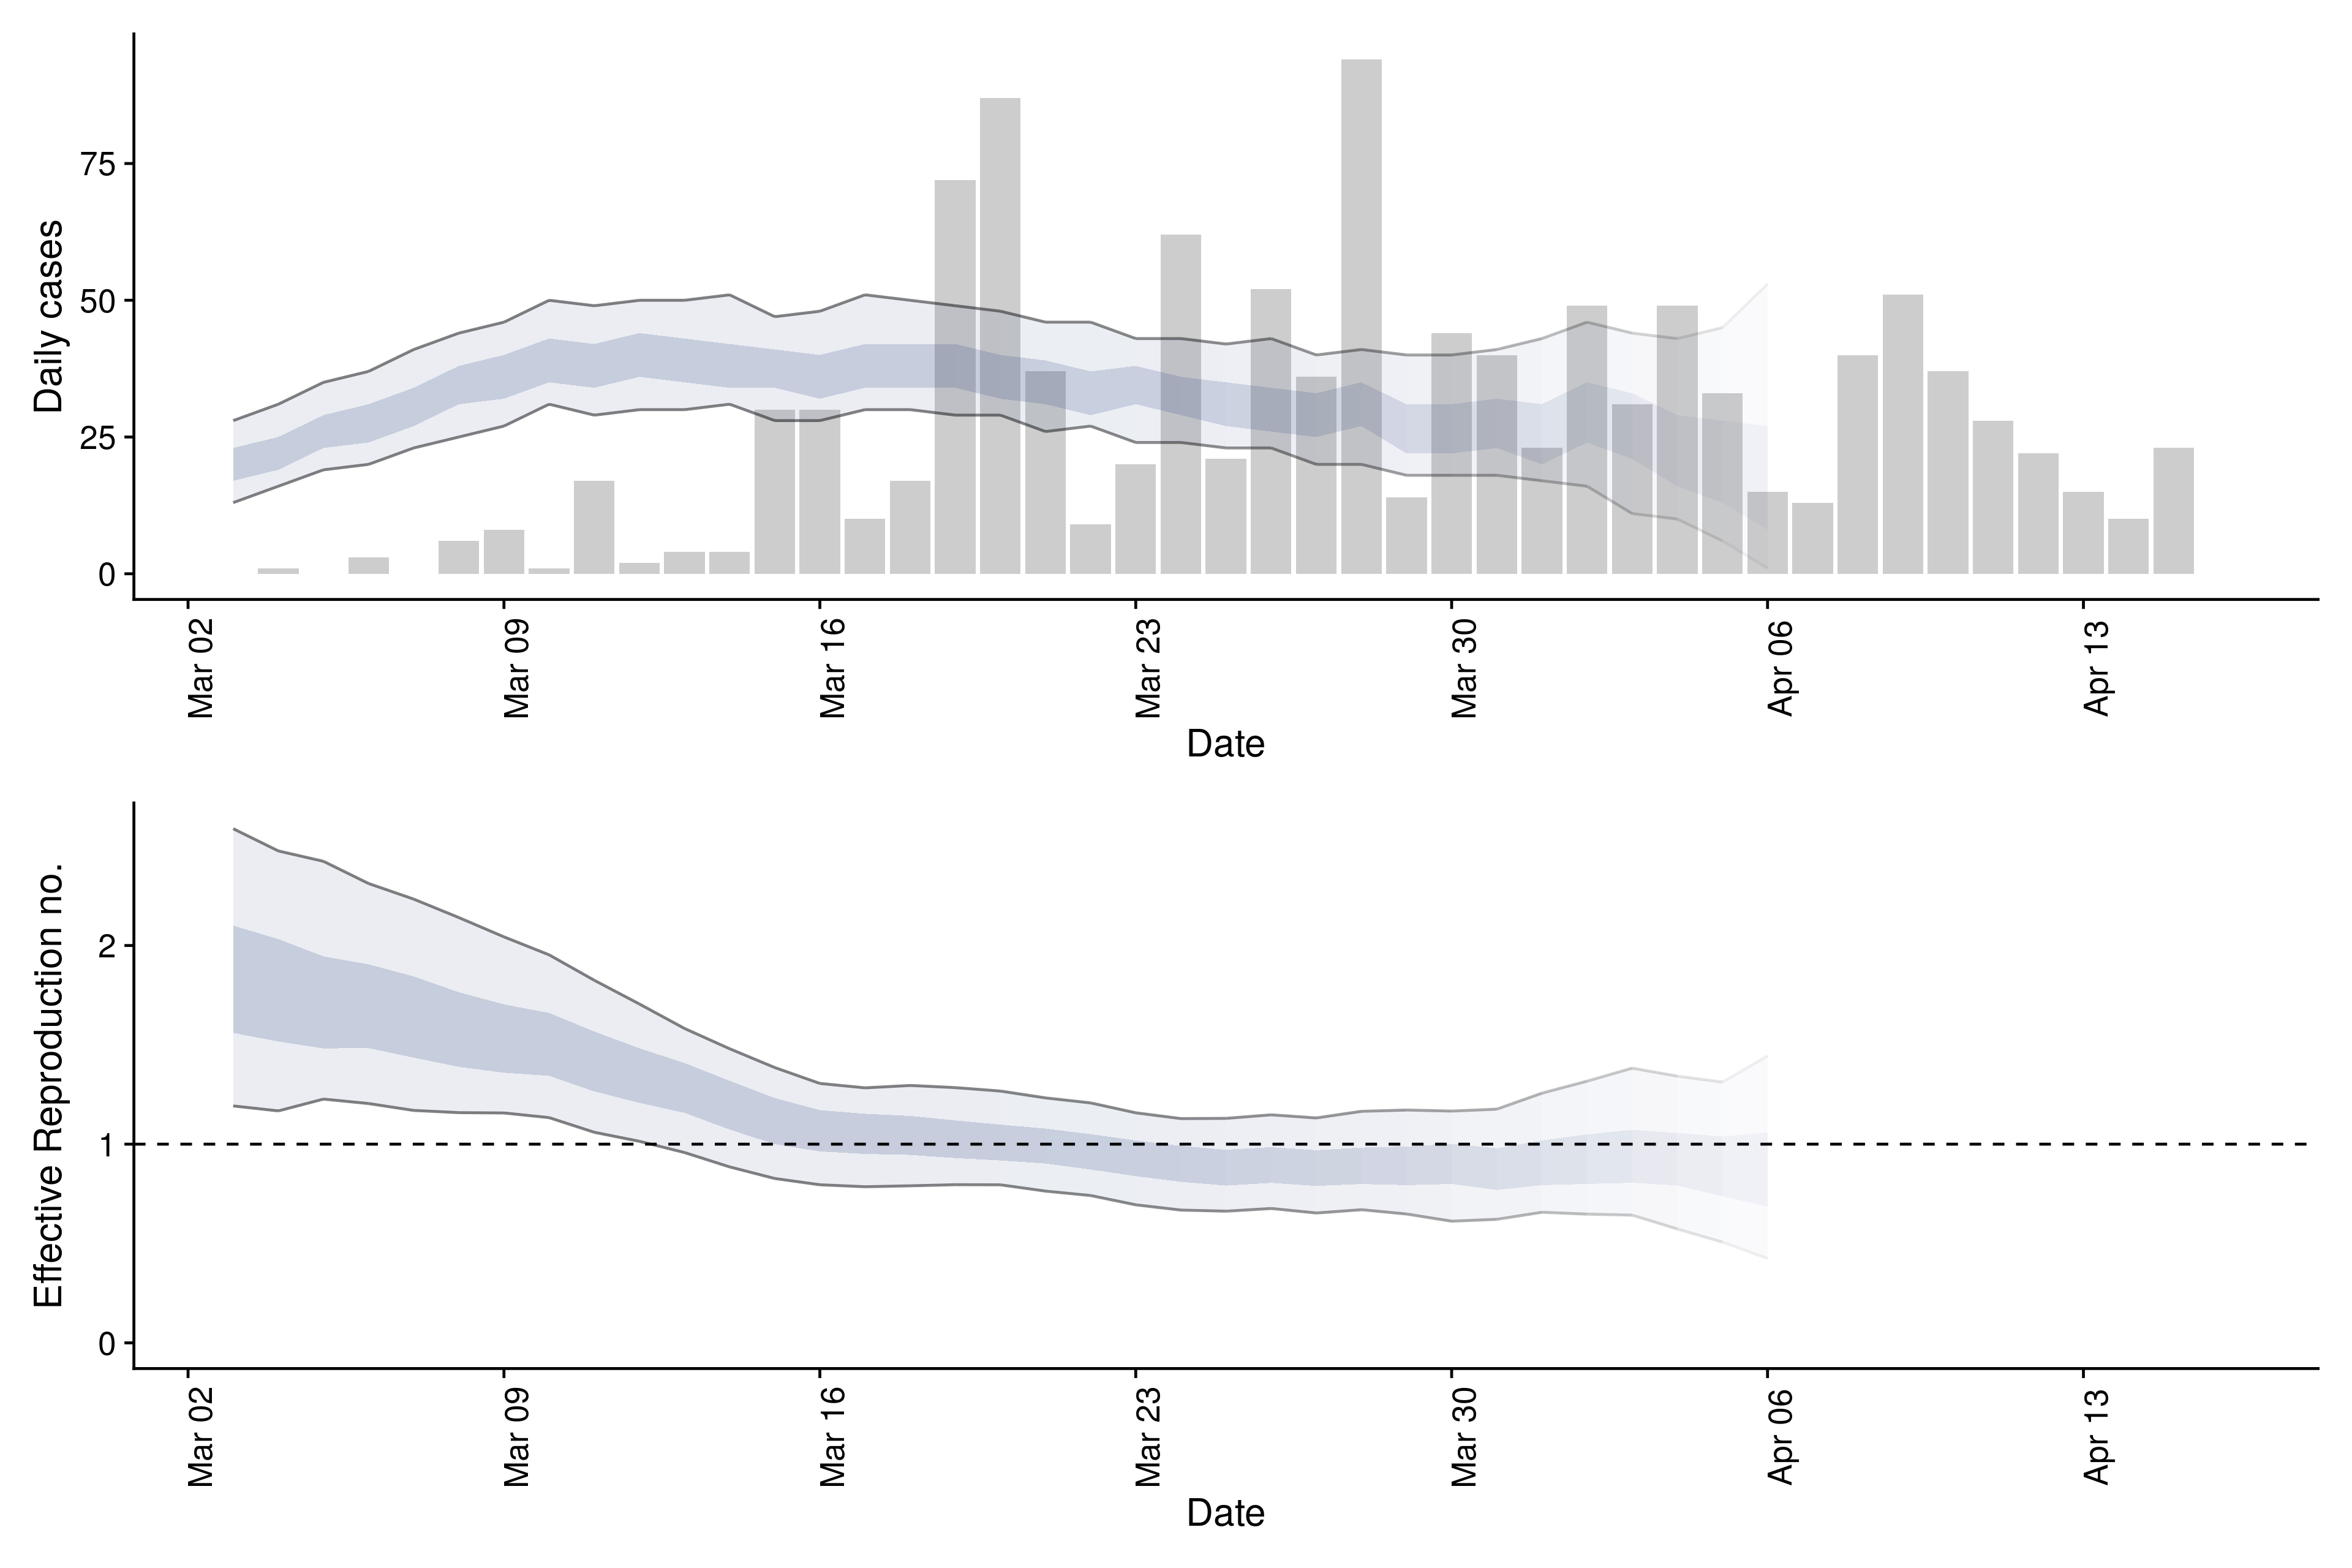 Daily cases
75
50
25
0
Mar 02
Mar 09
Mar 16
Mar 23
Mar 30
Apr 06
Apr 13
Date
Effective Reproduction no.
2
1
0
Mar 02
Mar 09
Mar 16
Mar 23
Mar 30
Apr 06
Apr 13
Date